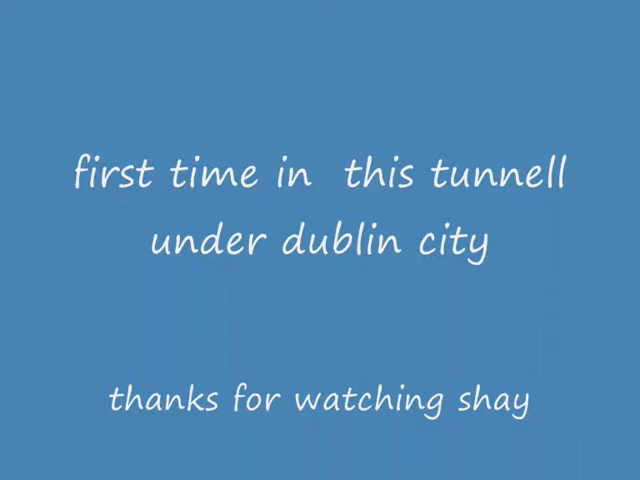 first time in  this tunnell
under dublin city
thanks for watching shay